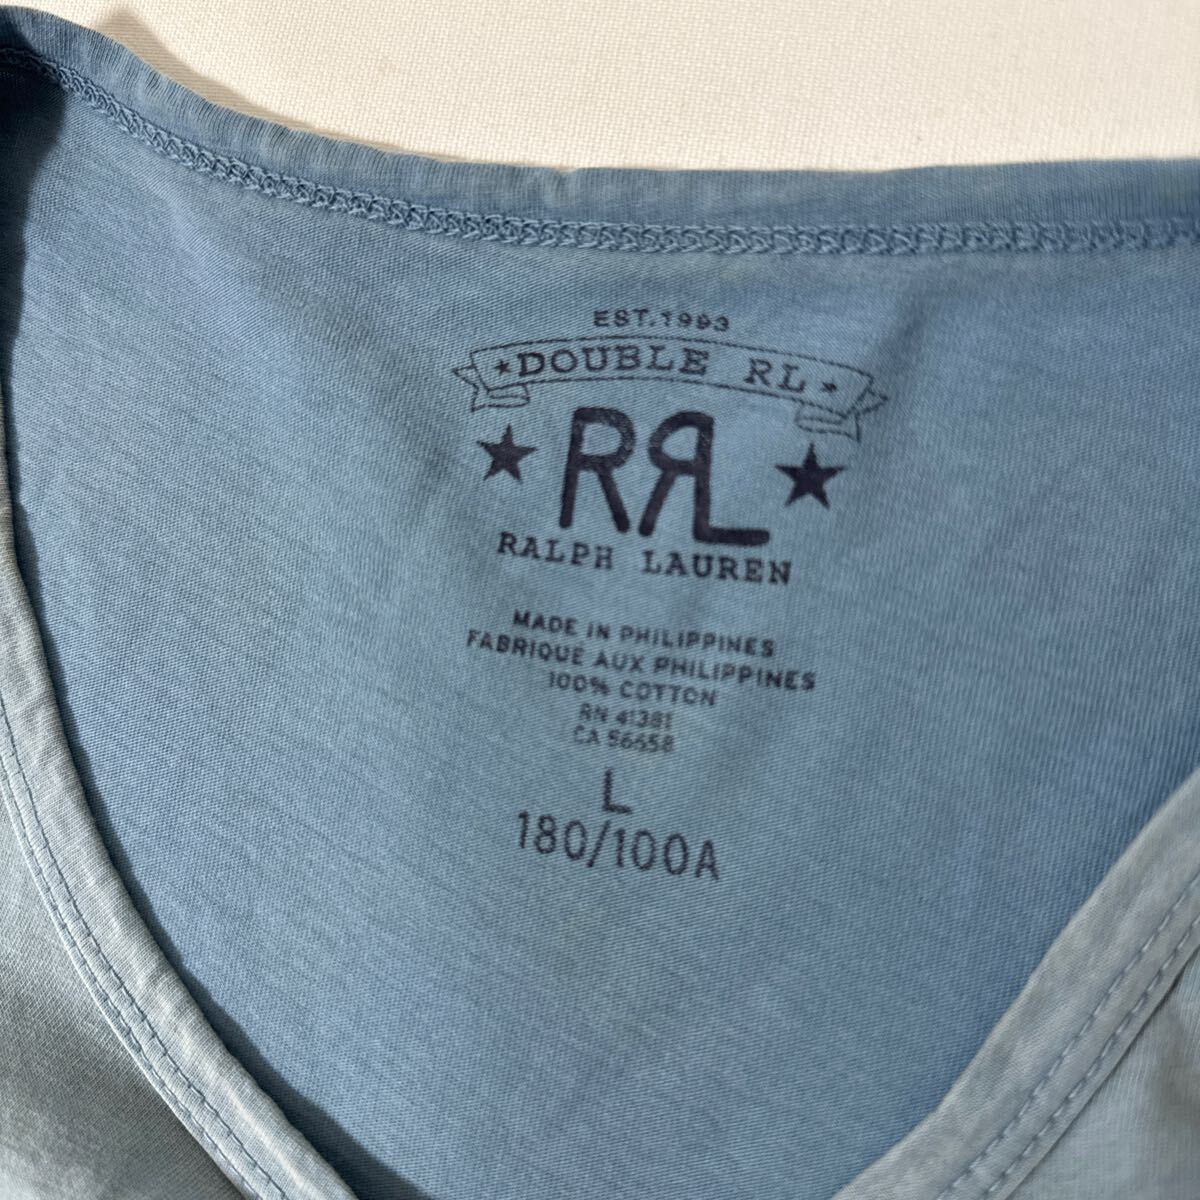 EST.1993
★DOUBLE RL★
★ RRL ★
RALPH LAUREN
MADE IN PHILIPPINES
FABRIQUÉ AUX PHILIPPINES
100% COTTON
RN 41381
CA 56658
L
180/100A